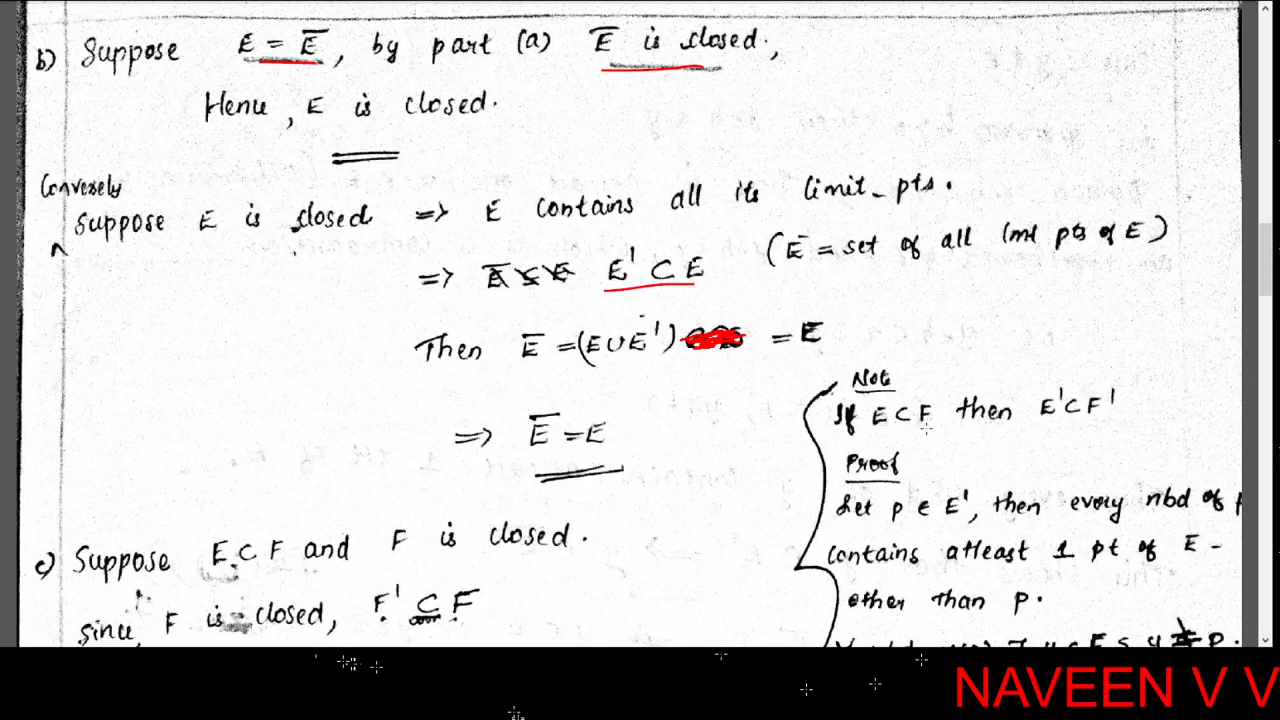 b) Suppose E = E̅, by part (a) E̅ is closed.,
Hence, E is closed.
Conversely
Suppose E is closed => E contains all its limit pts.
=> E' ⊂ E (E̅ = set of all lmt pts of E)
Then E̅ = (E ∪ E') = E
=> E̅ = E
Note
If E ⊂ F then E' ⊂ F'
Proof
Let p ∈ E', then every nbd of p
contains atleast 1 pt of E -
other than p.
c) Suppose E ⊂ F and F is closed.
since, F is closed, F' ⊂ F
NAVEEN V V